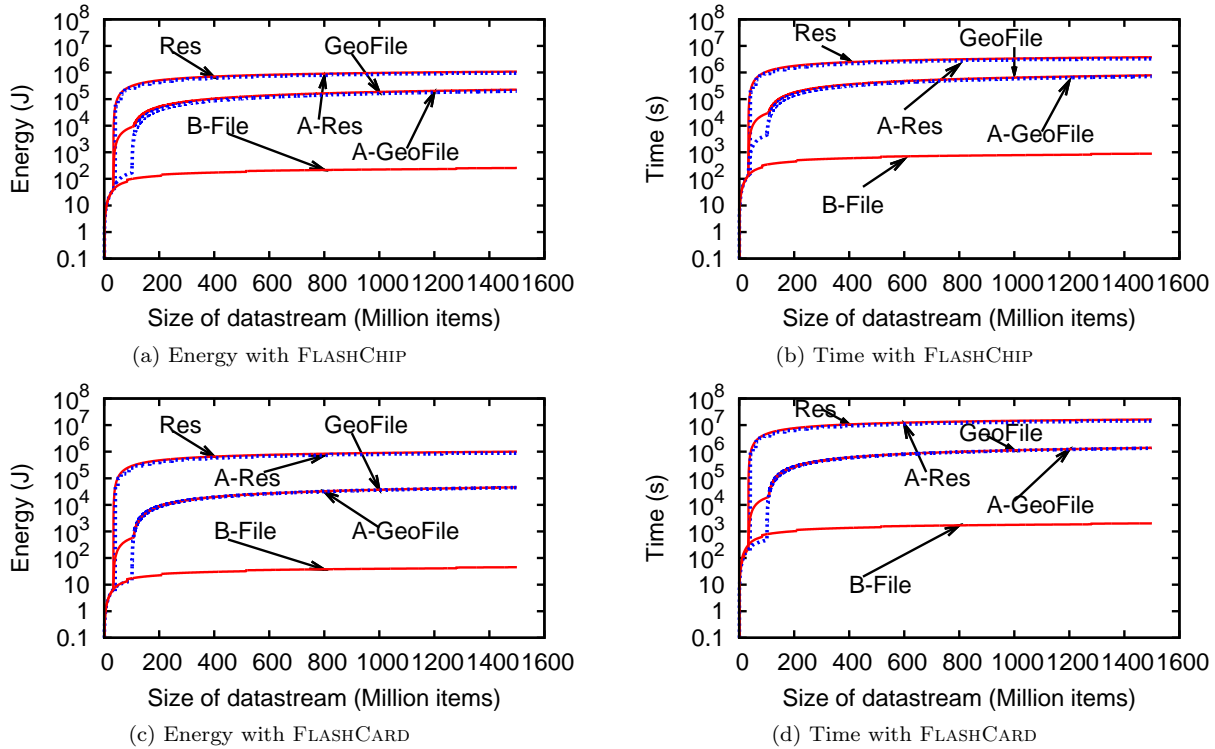 10^8
10^7
10^6
10^5
10^4
10^3
10^2
10
1
0.1
Energy (J)
Res
GeoFile
B-File
A-Res
A-GeoFile
0 200 400 600 800 1000 1200 1400 1600
Size of datastream (Million items)
(a) Energy with FLASHCHIP
10^8
10^7
10^6
10^5
10^4
10^3
10^2
10
1
0.1
Time (s)
Res
GeoFile
A-Res
A-GeoFile
B-File
0 200 400 600 800 1000 1200 1400 1600
Size of datastream (Million items)
(b) Time with FLASHCHIP
10^8
10^7
10^6
10^5
10^4
10^3
10^2
10
1
0.1
Energy (J)
Res
GeoFile
A-Res
B-File
A-GeoFile
0 200 400 600 800 1000 1200 1400 1600
Size of datastream (Million items)
(c) Energy with FLASHCARD
10^8
10^7
10^6
10^5
10^4
10^3
10^2
10
1
0.1
Time (s)
Res
GeoFile
A-Res
A-GeoFile
B-File
0 200 400 600 800 1000 1200 1400 1600
Size of datastream (Million items)
(d) Time with FLASHCARD